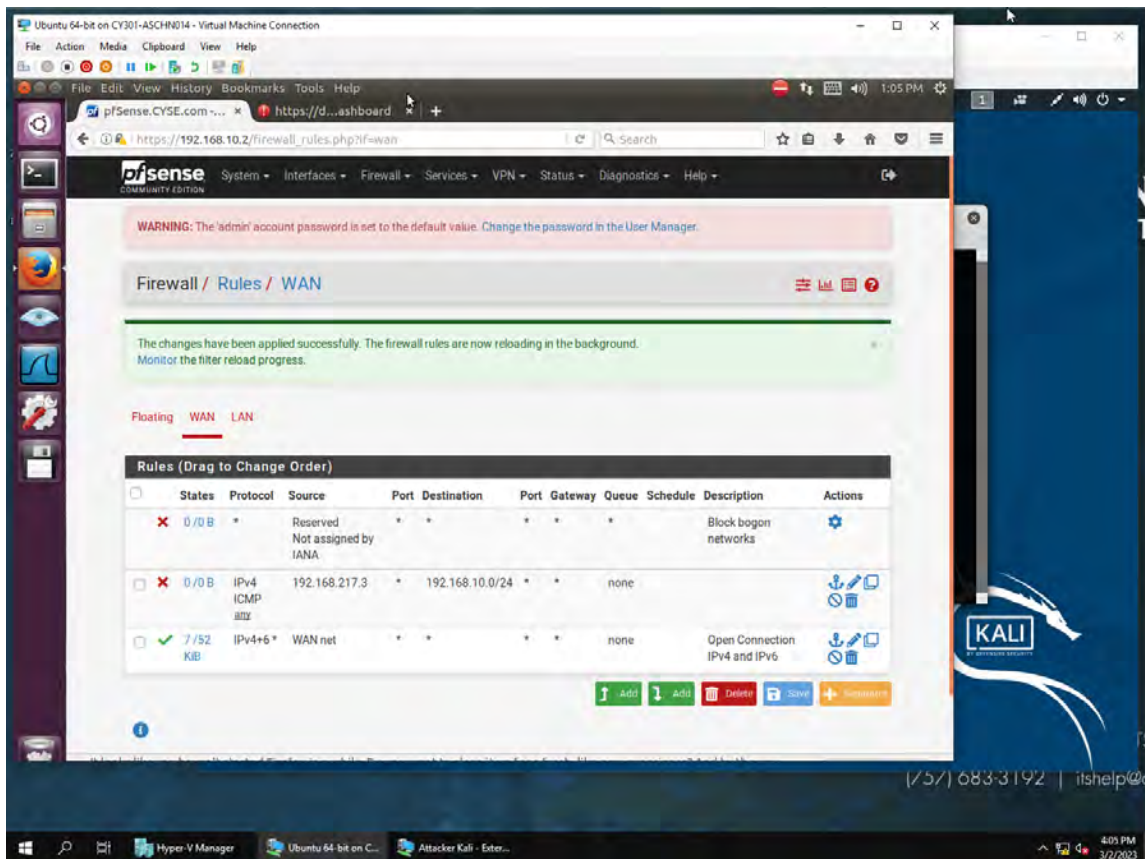 Ubuntu 64-bit on CY301-ASCHN014 - Virtual Machine Connection
File Action Media Clipboard View Help
File Edit View History Bookmarks Tools Help
1:05 PM
pfSense.CYSE.com -...
https://d...ashboard
https://192.168.10.2/firewall_rules.php?if=wan
Search
1
pfsense
COMMUNITY EDITION
System Interfaces Firewall Services VPN Status Diagnostics Help
WARNING: The 'admin' account password is set to the default value. Change the password in the User Manager.
Firewall / Rules / WAN
The changes have been applied successfully. The firewall rules are now reloading in the background.
Monitor the filter reload progress.
Floating WAN LAN
Rules (Drag to Change Order)
States Protocol Source Port Destination Port Gateway Queue Schedule Description Actions
0 /0 B * Reserved * * * * * Block bogon
Not assigned by networks
IANA
0 /0 B IPv4 192.168.217.3 * 192.168.10.0/24 * * none
ICMP
any
7 /52 IPv4+6 * WAN net * * * * none Open Connection
KiB IPv4 and IPv6
Add Add Delete Save Separator
KALI
BY OFFENSIVE SECURITY
(757) 683-3192 | itshelp@
Hyper-V Manager
Ubuntu 64-bit on C...
Attacker Kali - Exter...
4:05 PM
3/2/2023